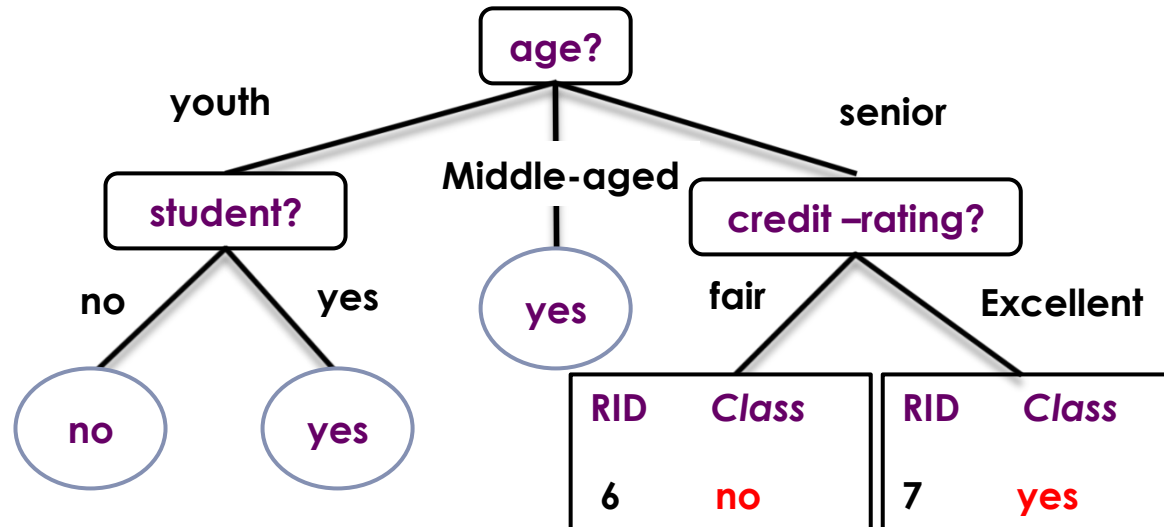 age?
youth
senior
Middle-aged
student?
credit –rating?
no
yes
yes
fair
Excellent
no
yes
RID Class
6 no
RID Class
7 yes